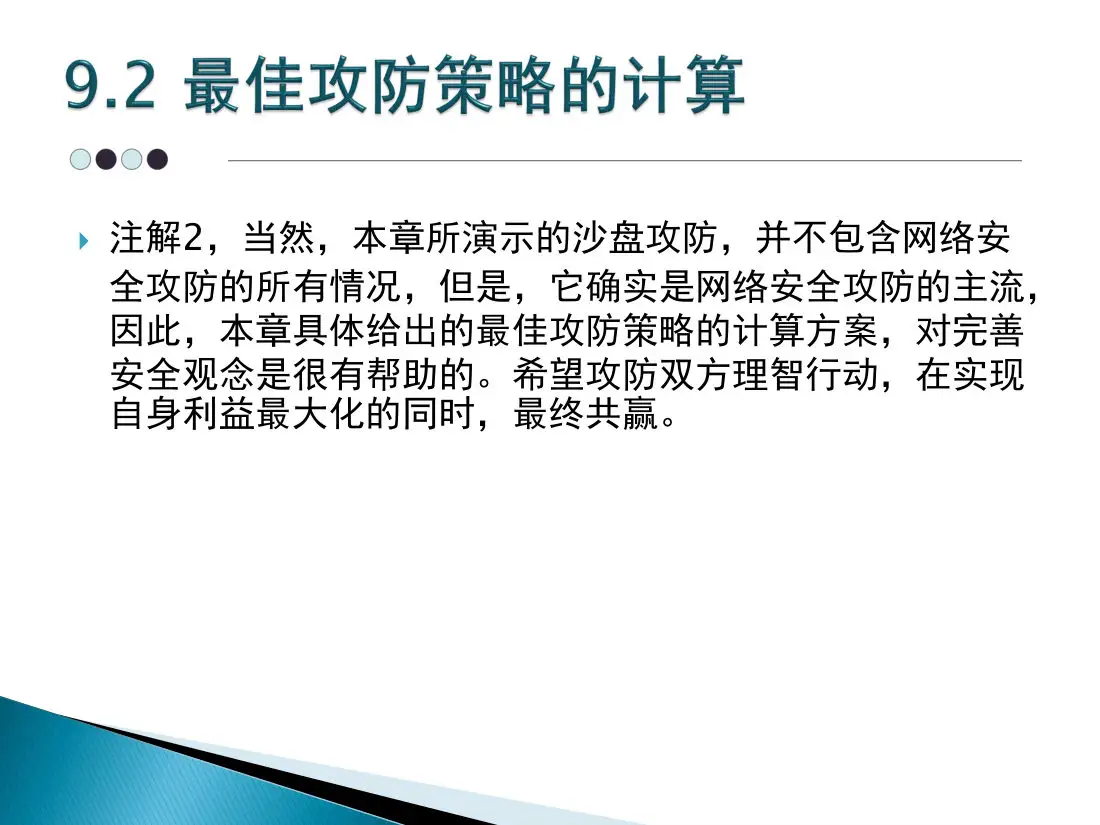 9.2 最佳攻防策略的计算
注解2，当然，本章所演示的沙盘攻防，并不包含网络安
全攻防的所有情况，但是，它确实是网络安全攻防的主流，
因此，本章具体给出的最佳攻防策略的计算方案，对完善
安全观念是很有帮助的。希望攻防双方理智行动，在实现
自身利益最大化的同时，最终共赢。